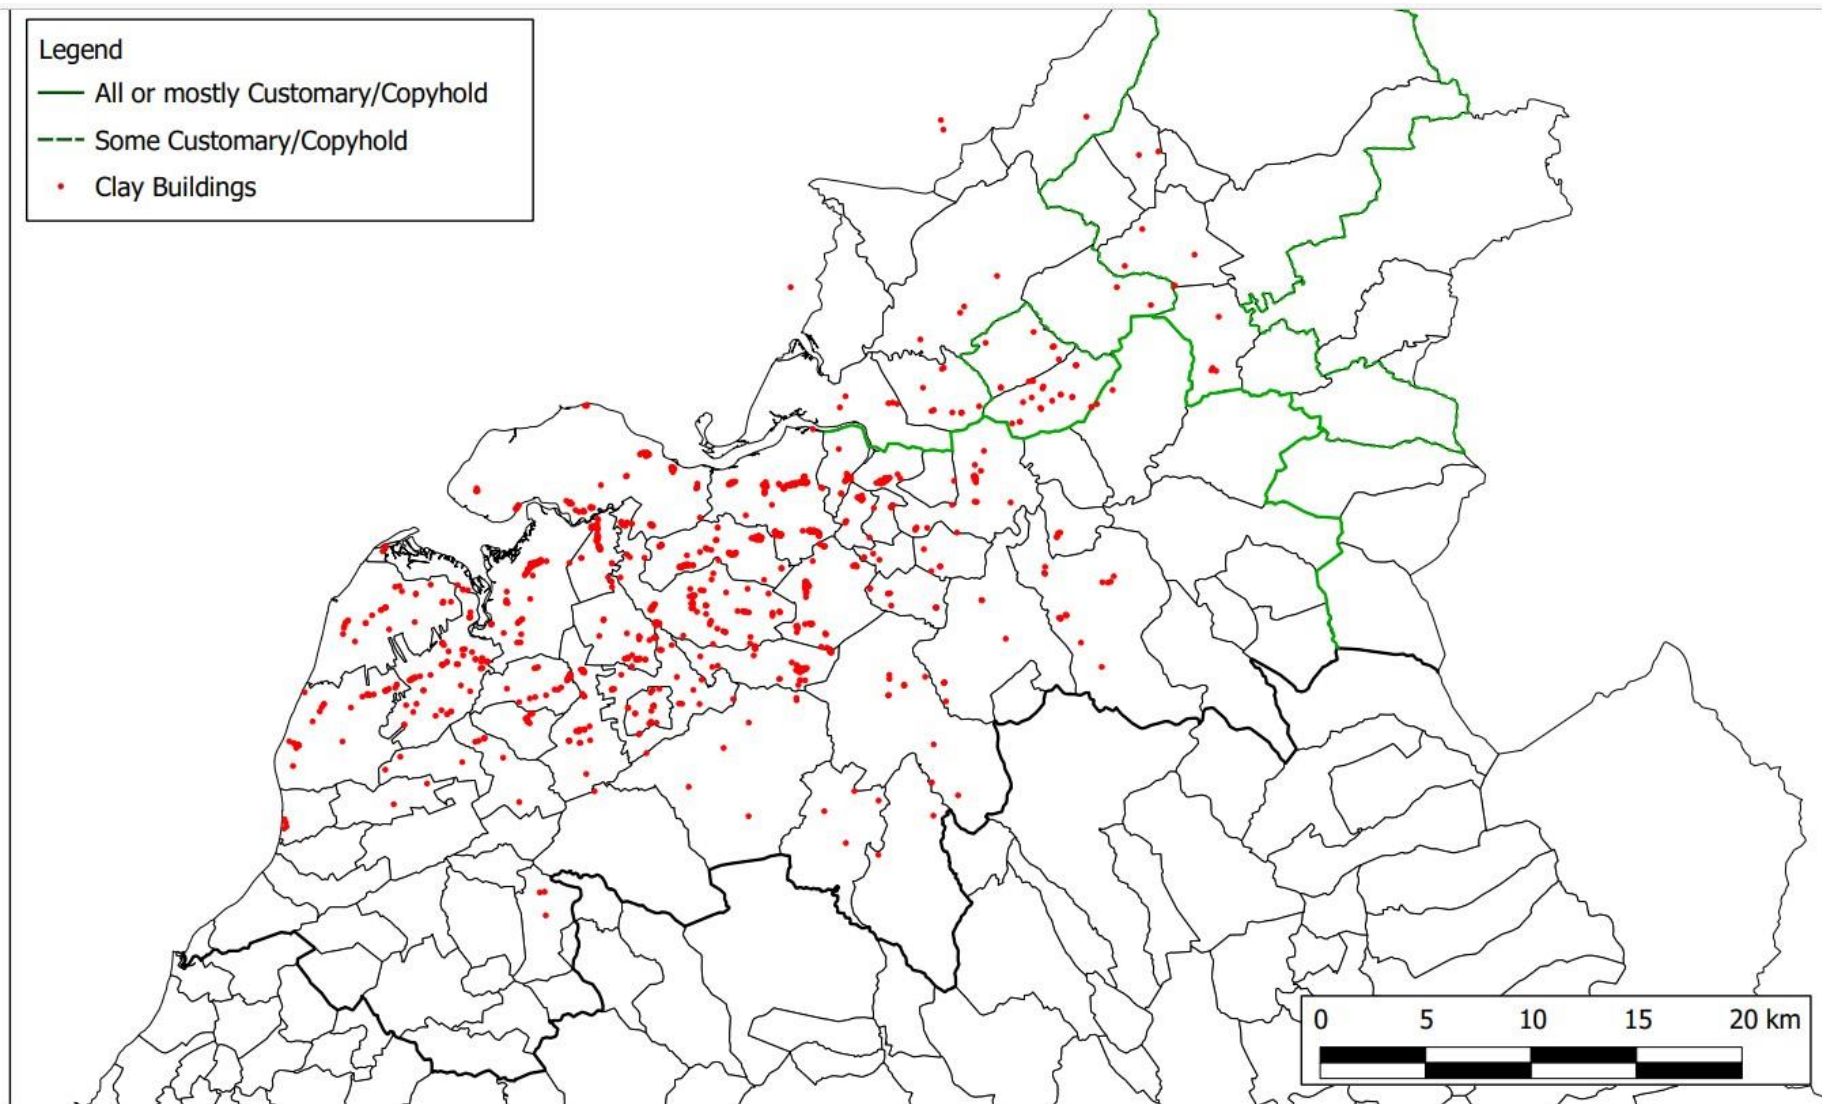 Legend
All or mostly Customary/Copyhold
Some Customary/Copyhold
Clay Buildings
0 5 10 15 20 km